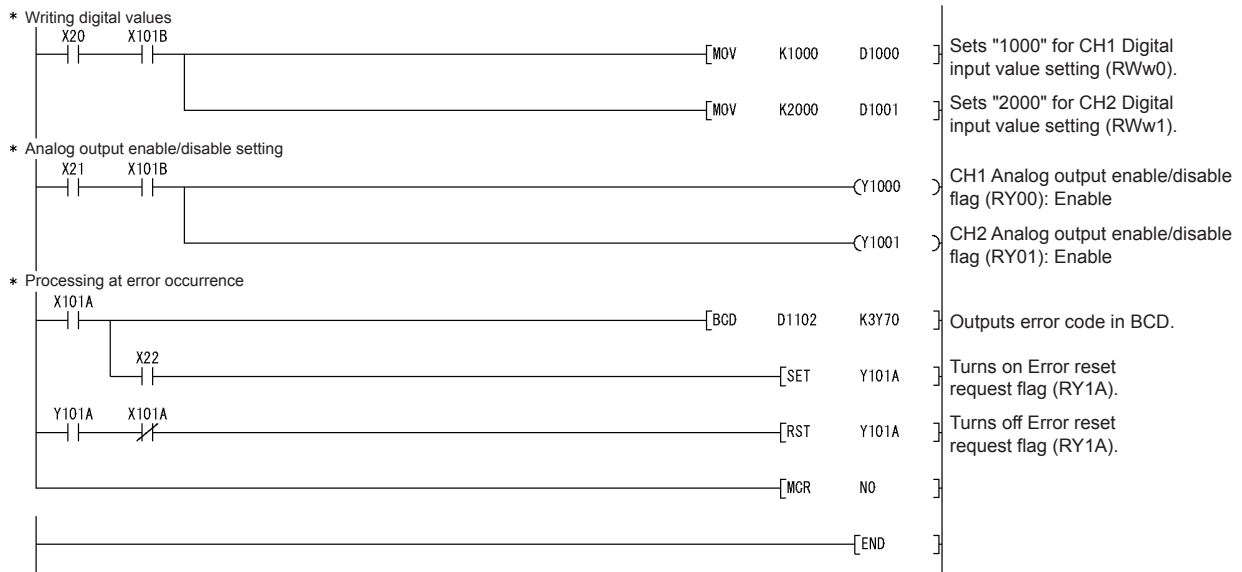 * Writing digital values
X20 X101B
MOV K1000 D1000
Sets "1000" for CH1 Digital
input value setting (RWw0).
MOV K2000 D1001
Sets "2000" for CH2 Digital
input value setting (RWw1).
* Analog output enable/disable setting
X21 X101B
Y1000
CH1 Analog output enable/disable
flag (RY00): Enable
Y1001
CH2 Analog output enable/disable
flag (RY01): Enable
* Processing at error occurrence
X101A
BCD D1102 K3Y70
Outputs error code in BCD.
X22
SET Y101A
Turns on Error reset
request flag (RY1A).
Y101A X101A
RST Y101A
Turns off Error reset
request flag (RY1A).
MCR N0
END